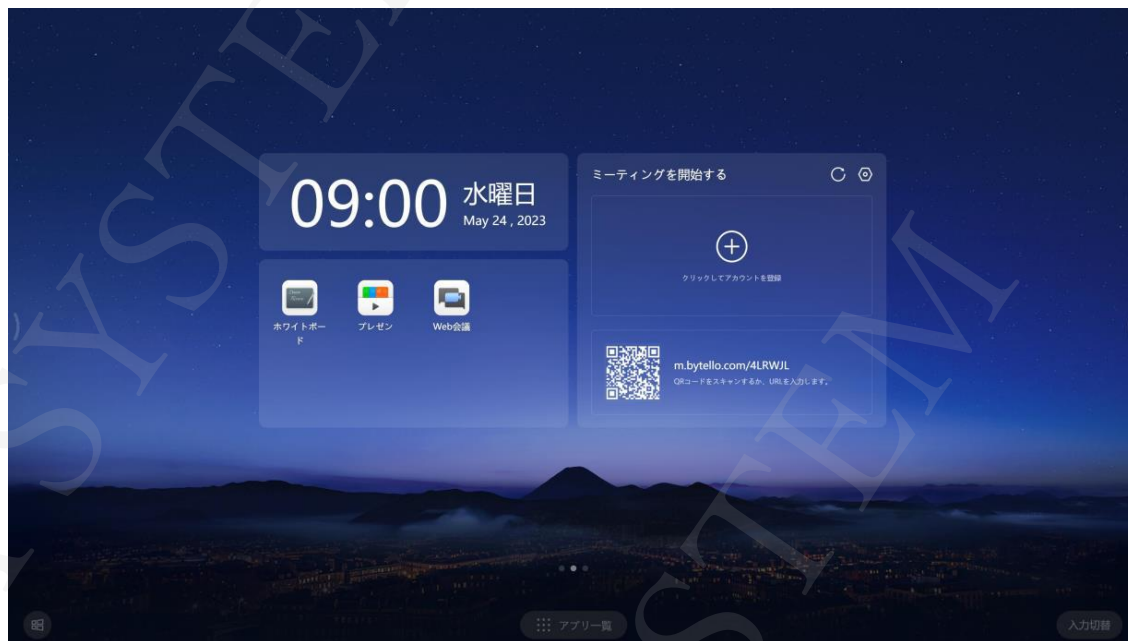 09:00
水曜日
May 24 , 2023
ホワイトボー
ド
プレゼン
Web会議
ミーティングを開始する
クリックしてアカウントを登録
m.bytello.com/4LRWJL
QRコードをスキャンするか、URLを入力します。
アプリ一覧
入力切替
SYSTEM
SYSTEM